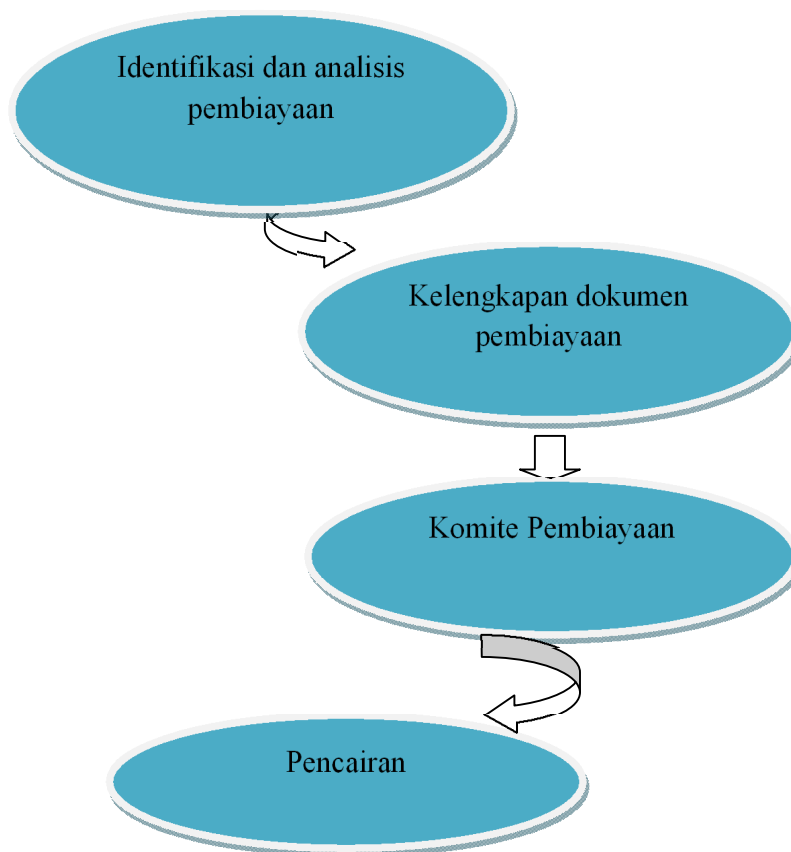 Identifikasi dan analisis
pembiayaan
Kelengkapan dokumen
pembiayaan
Komite Pembiayaan
Pencairan